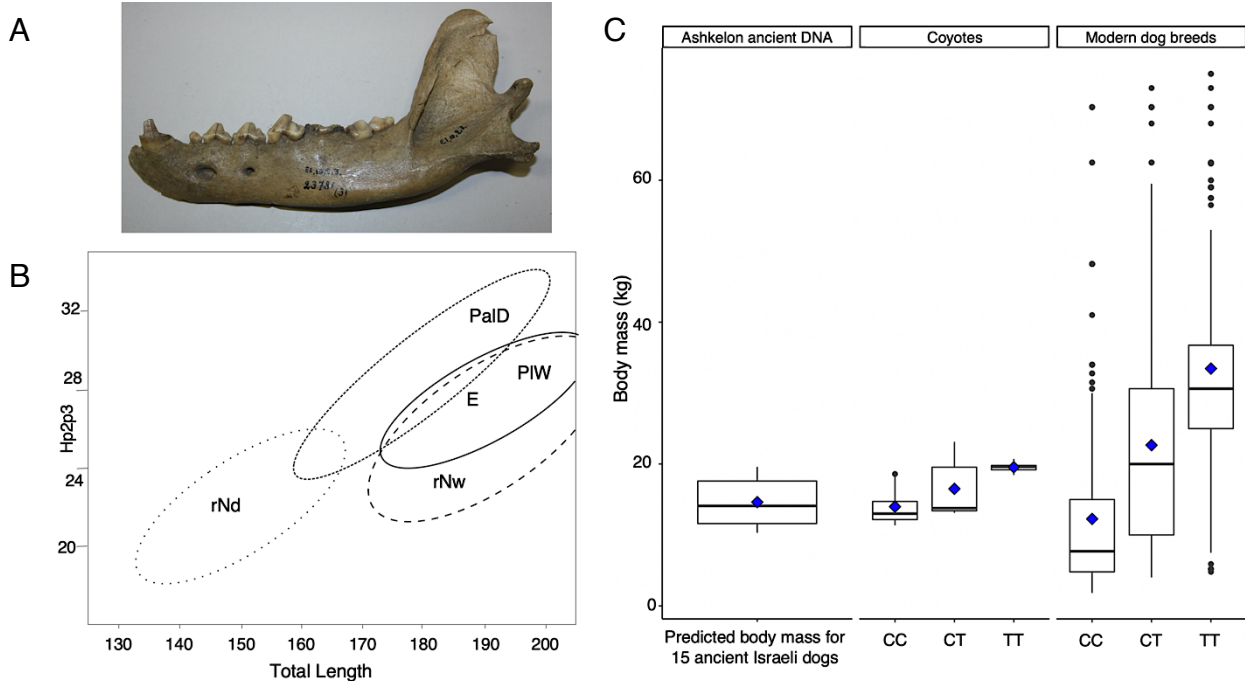 A
23781
(3)
B
32
28
24
20
Hp2p3
PalD
PlW
E
rNw
rNd
130 140 150 160 170 180 190 200
Total Length
C
Ashkelon ancient DNA Coyotes Modern dog breeds
Body mass (kg)
60
40
20
0
Predicted body mass for
15 ancient Israeli dogs
CC CT TT CC CT TT